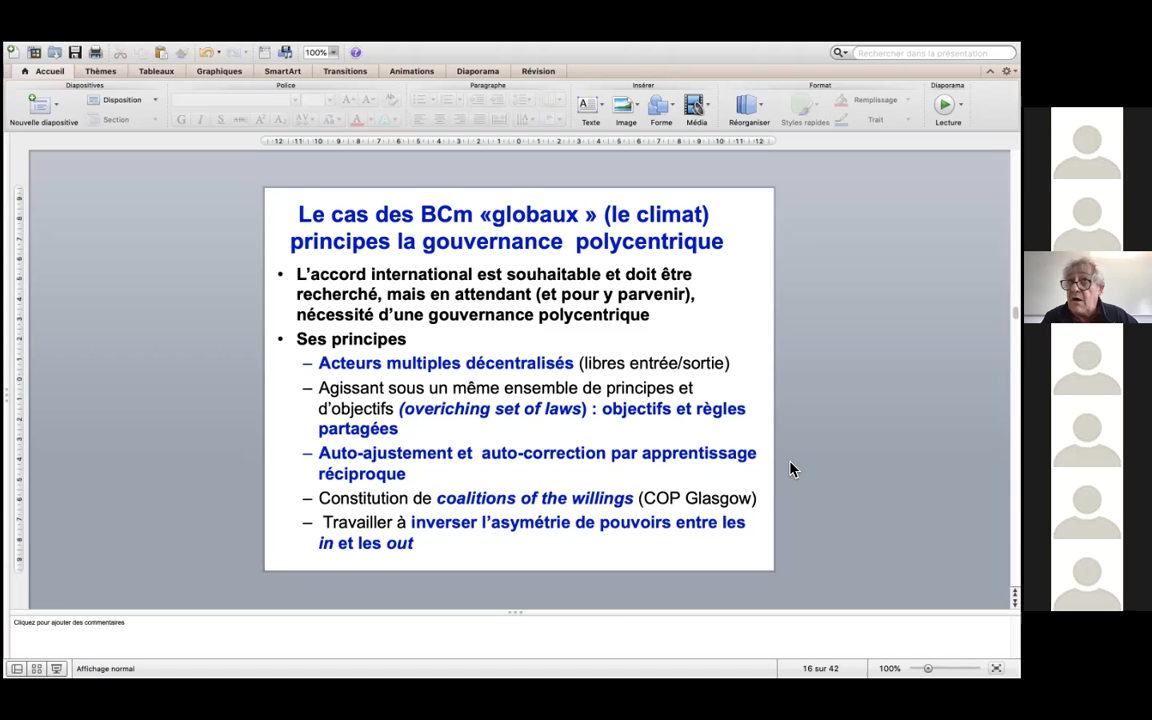 100%
Rechercher dans la présentation
Accueil Thèmes Tableaux Graphiques SmartArt Transitions Animations Diaporama Révision
Diapositives Police Paragraphe Insérer Format Diaporama
Nouvelle diapositive
Disposition
Section
G I S
Texte Image Forme Média
Réorganiser Styles rapides
Remplissage
Trait
Lecture
Le cas des BCm «globaux » (le climat)
principes la gouvernance polycentrique
• L'accord international est souhaitable et doit être
recherché, mais en attendant (et pour y parvenir),
nécessité d'une gouvernance polycentrique
• Ses principes
– Acteurs multiples décentralisés (libres entrée/sortie)
– Agissant sous un même ensemble de principes et
d'objectifs (overiching set of laws) : objectifs et règles
partagées
– Auto-ajustement et auto-correction par apprentissage
réciproque
– Constitution de coalitions of the willings (COP Glasgow)
– Travailler à inverser l'asymétrie de pouvoirs entre les
in et les out
Cliquez pour ajouter des commentaires
Affichage normal
16 sur 42
100%